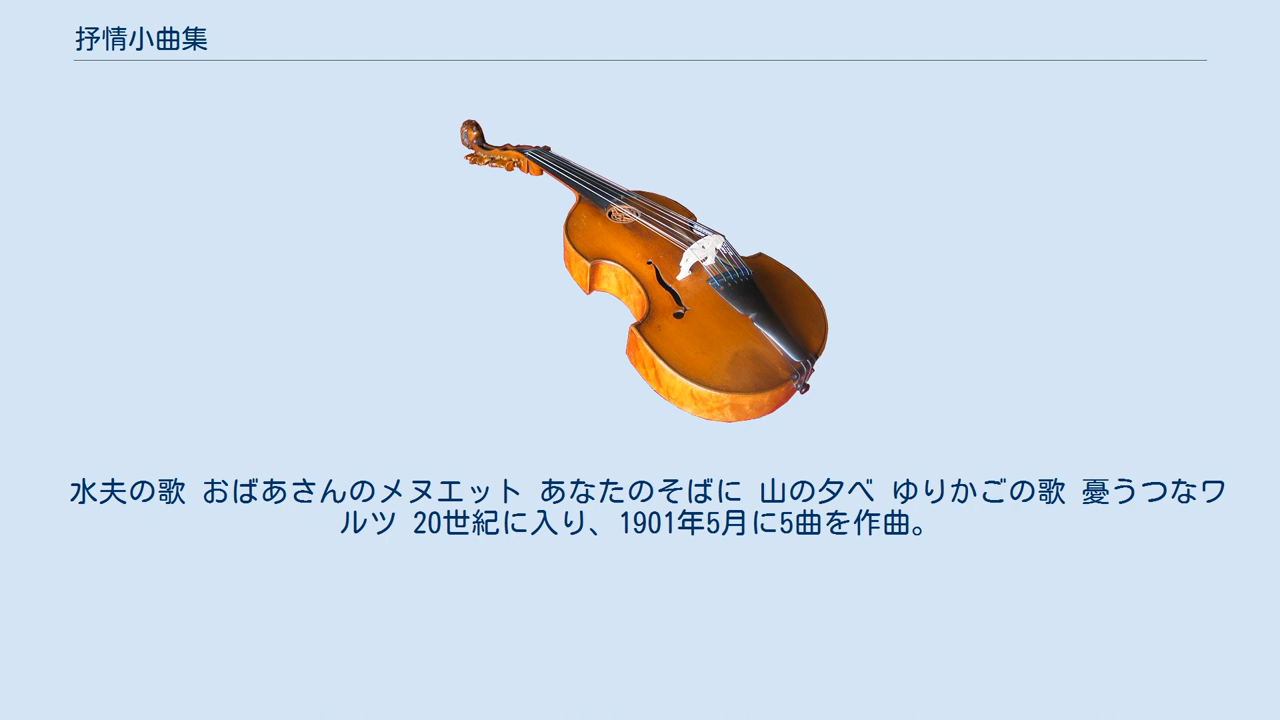 抒情小曲集
水夫の歌 おばあさんのメヌエット あなたのそばに 山の夕べ ゆりかごの歌 憂うつなワ
ルツ 20世紀に入り、1901年5月に5曲を作曲。